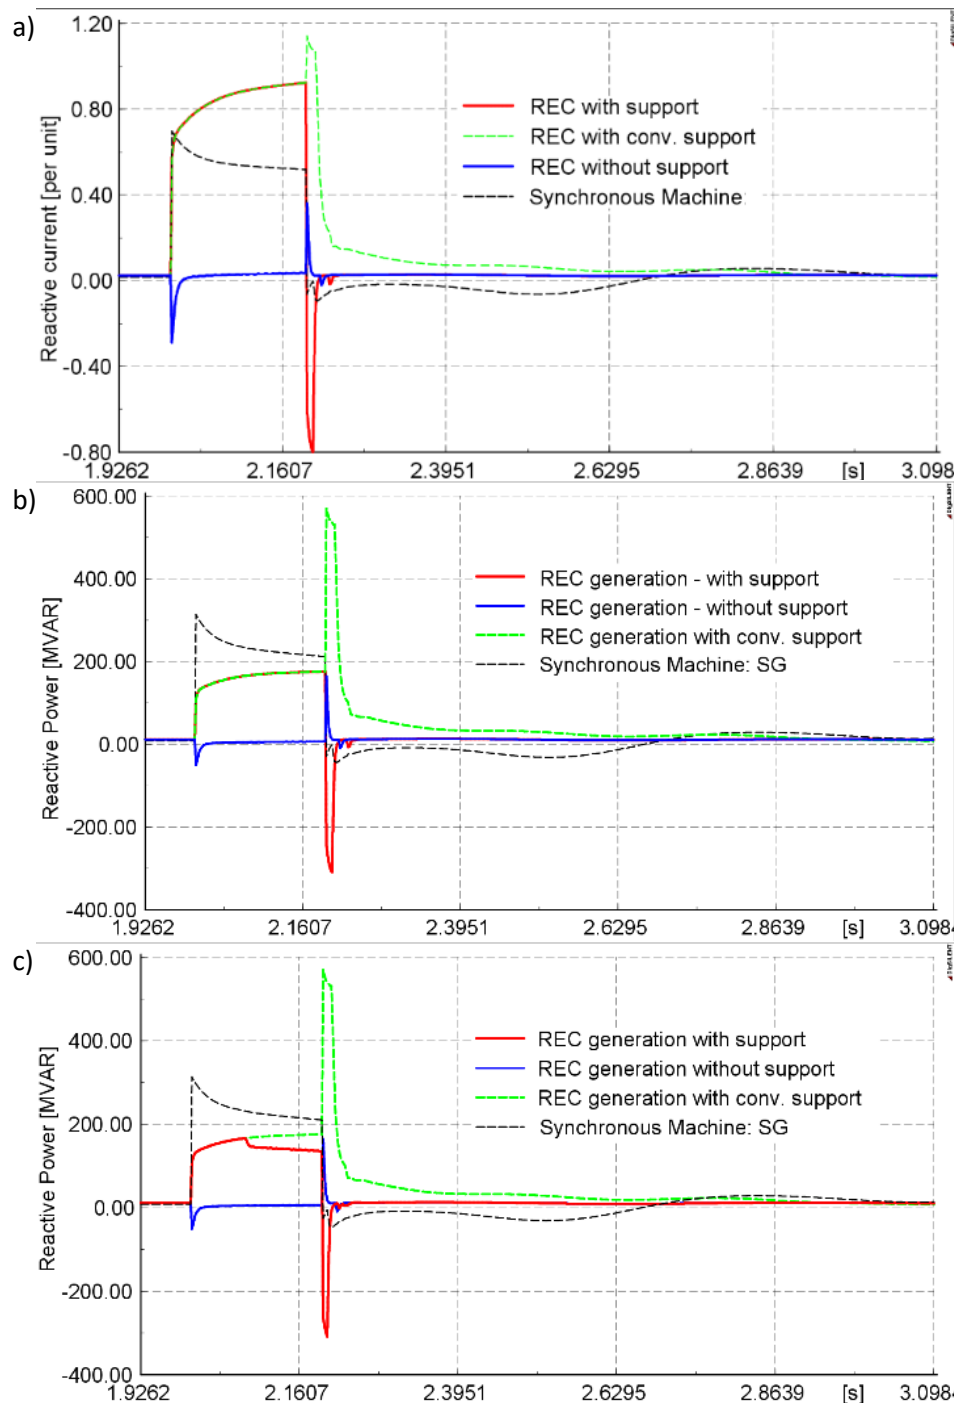 a)
1.20
0.80
0.40
0.00
-0.40
-0.80
Reactive current [per unit]
REC with support
REC with conv. support
REC without support
Synchronous Machine:
1.9262 2.1607 2.3951 2.6295 2.8639 [s] 3.098
b)
600.00
400.00
200.00
0.00
-200.00
-400.00
Reactive Power [MVAR]
REC generation - with support
REC generation - without support
REC generation with conv. support
Synchronous Machine: SG
1.9262 2.1607 2.3951 2.6295 2.8639 [s] 3.0984
c)
600.00
400.00
200.00
0.00
-200.00
-400.00
Reactive Power [MVAR]
REC generation with support
REC generation without support
REC generation with conv. support
Synchronous Machine: SG
1.9262 2.1607 2.3951 2.6295 2.8639 [s] 3.0984